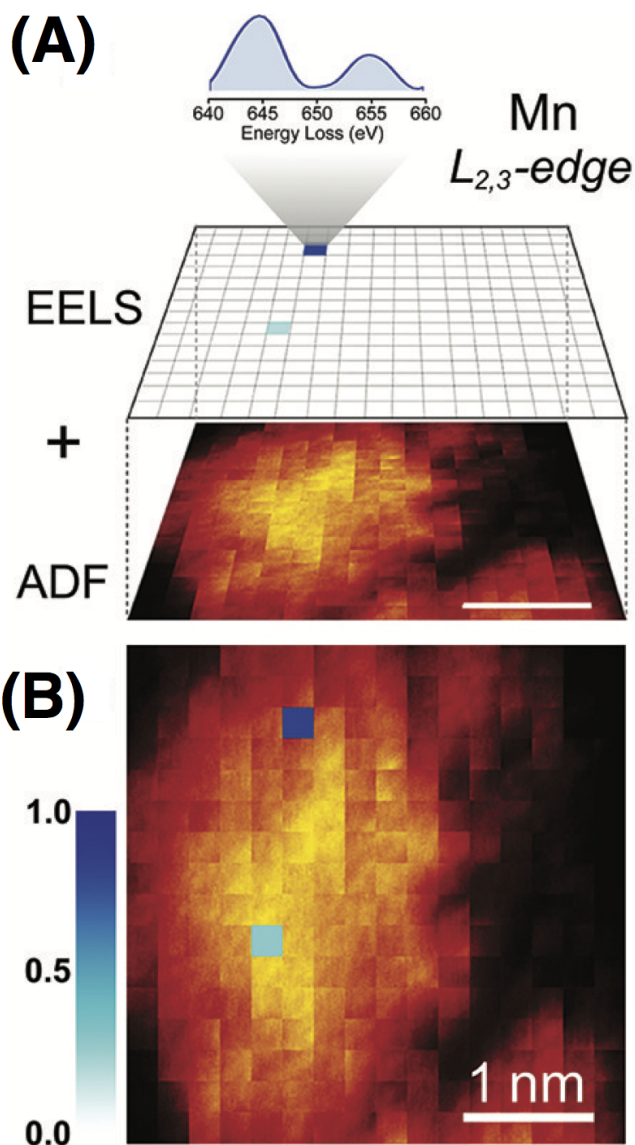 (A)
640 645 650 655 660
Energy Loss (eV)
Mn
L2,3-edge
EELS
+
ADF
(B)
1.0
0.5
0.0
1 nm